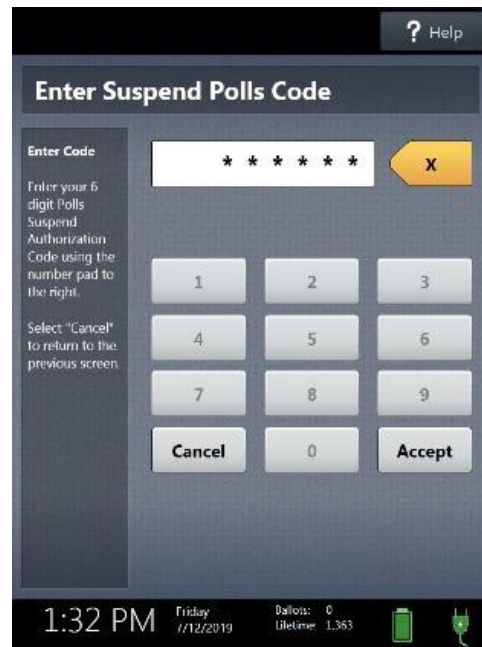 ? Help
Enter Suspend Polls Code
Enter Code
Enter your 6
digit Polls
Suspend
Authorization
Code using the
number pad to
the right.
Select "Cancel"
to return to the
previous screen.
* * * * * *
X
1 2 3
4 5 6
7 8 9
Cancel 0 Accept
1:32 PM
Friday
7/12/2019
Ballots: 0
Lifetime: 1,363